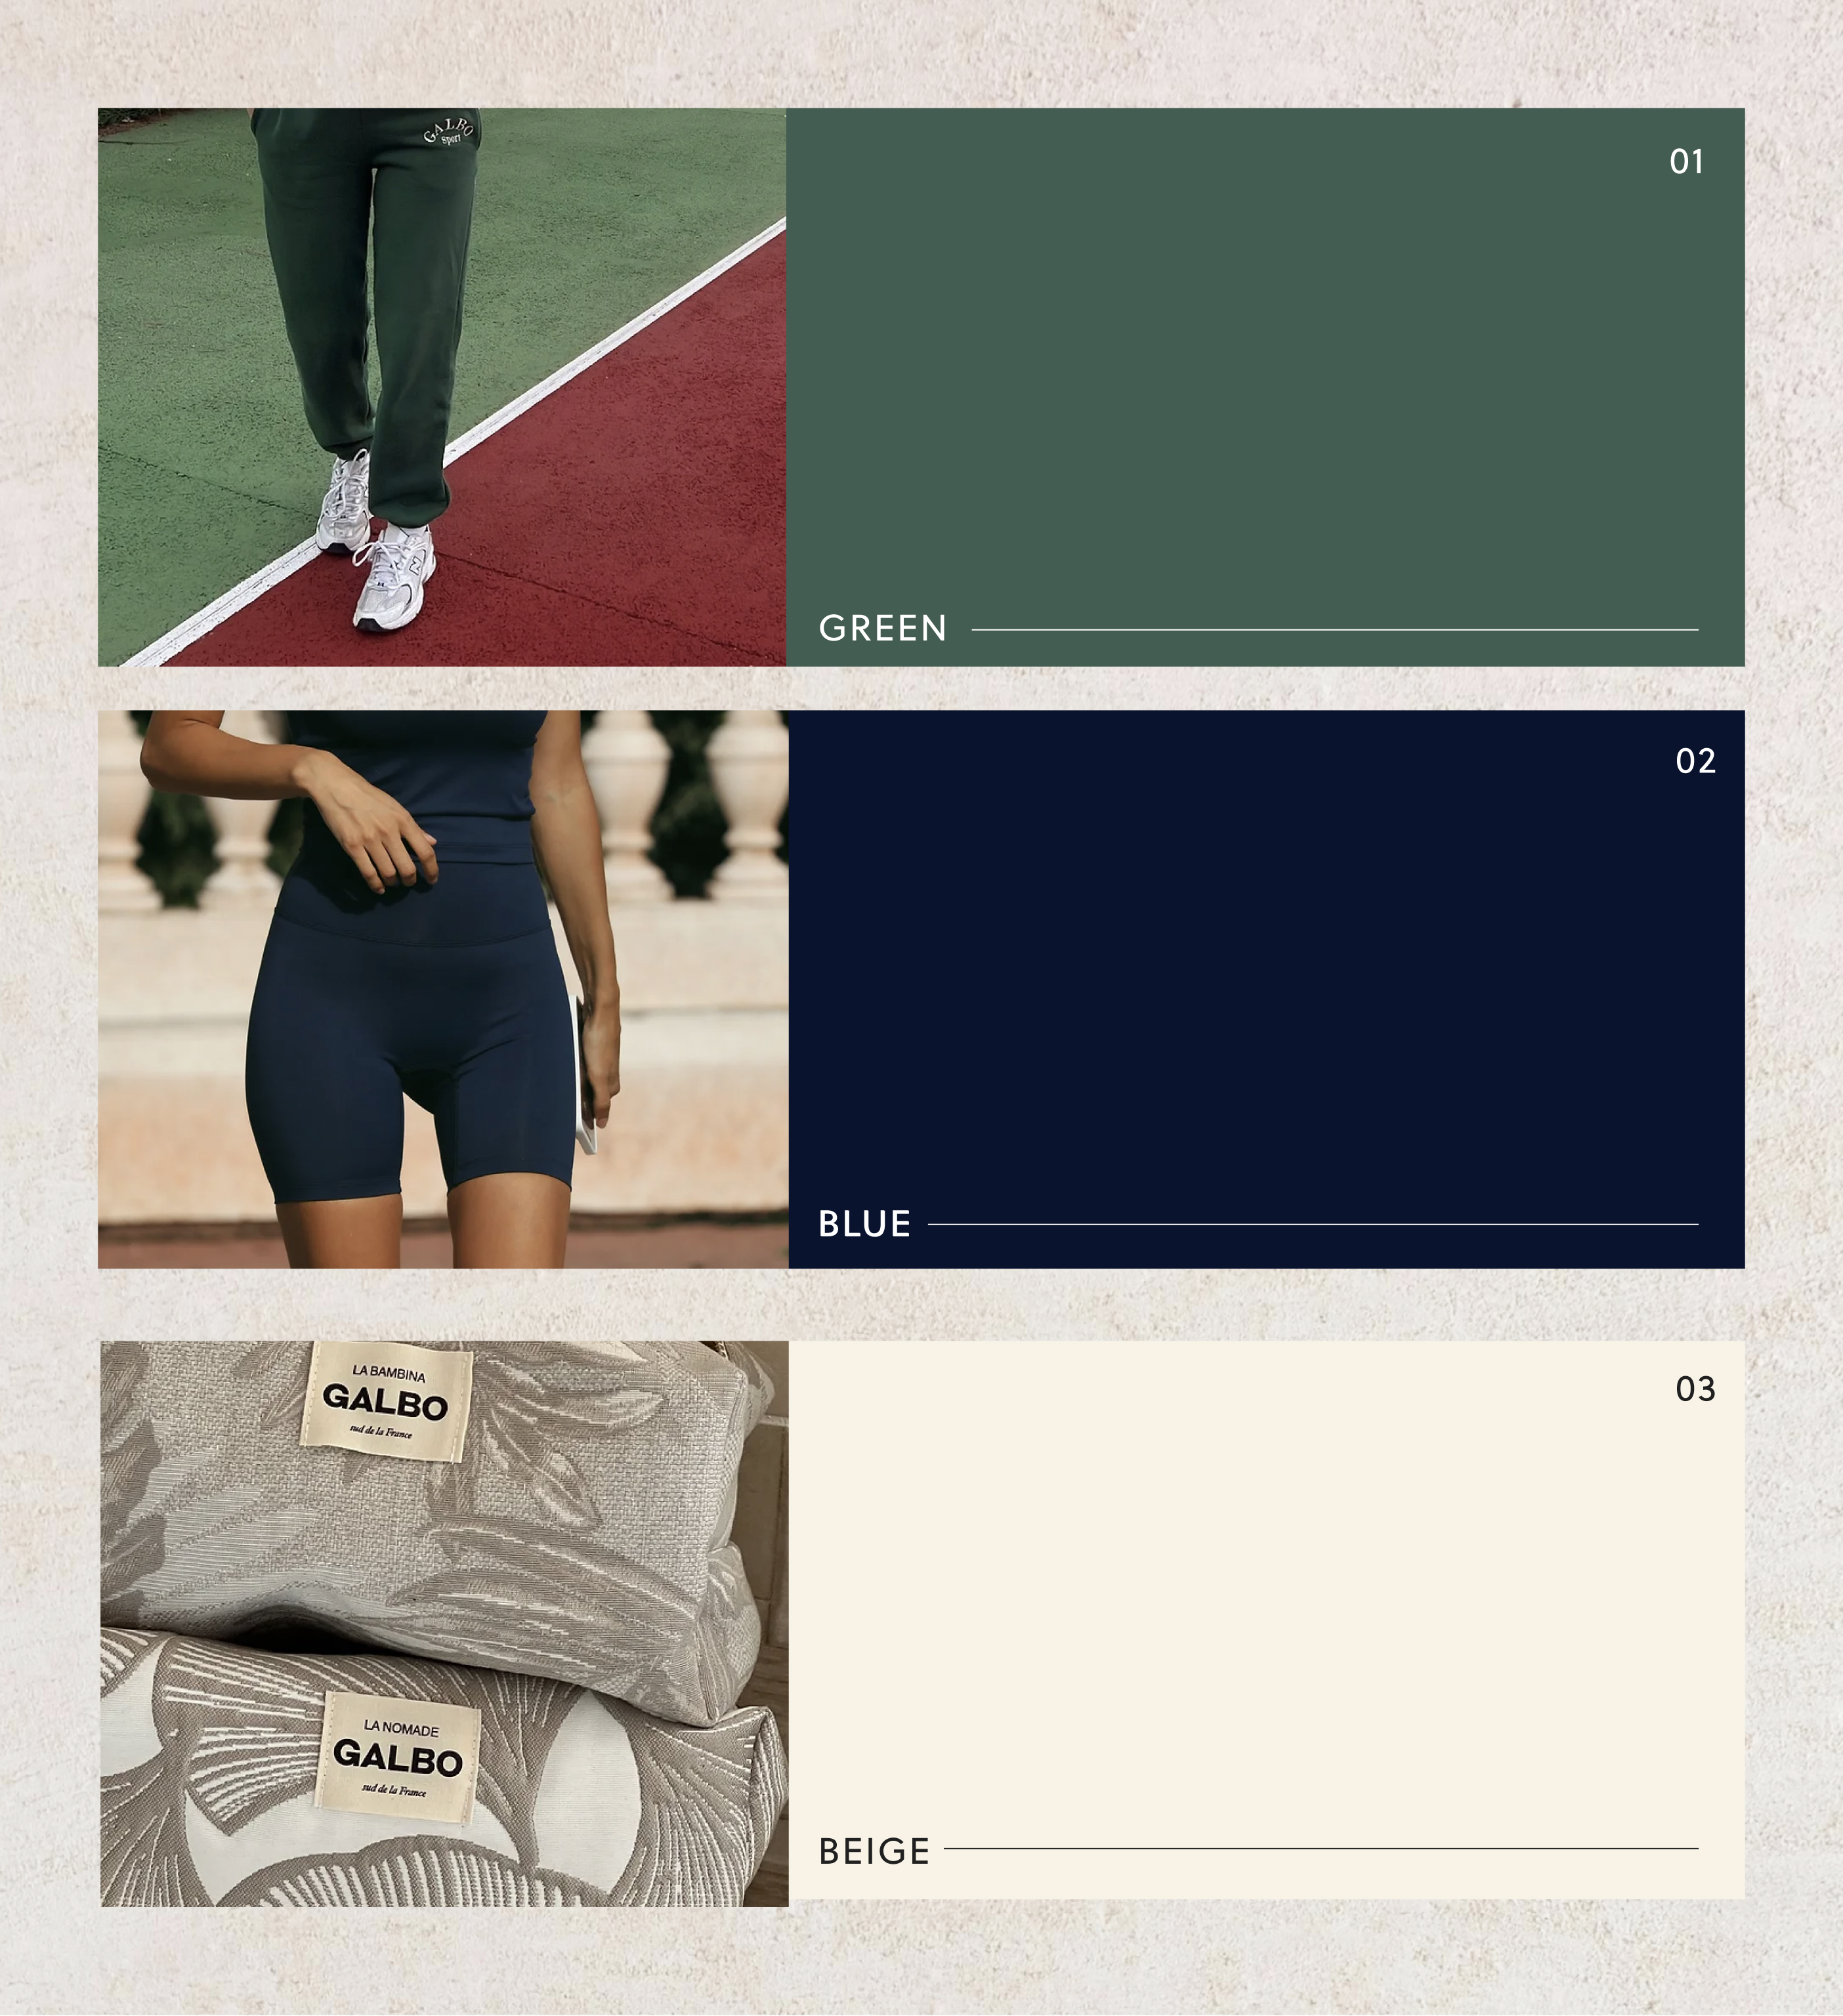 GALBO
Sport
01
GREEN
02
BLUE
LA BAMBINA
GALBO
sud de la France
03
LA NOMADE
GALBO
sud de la France
BEIGE